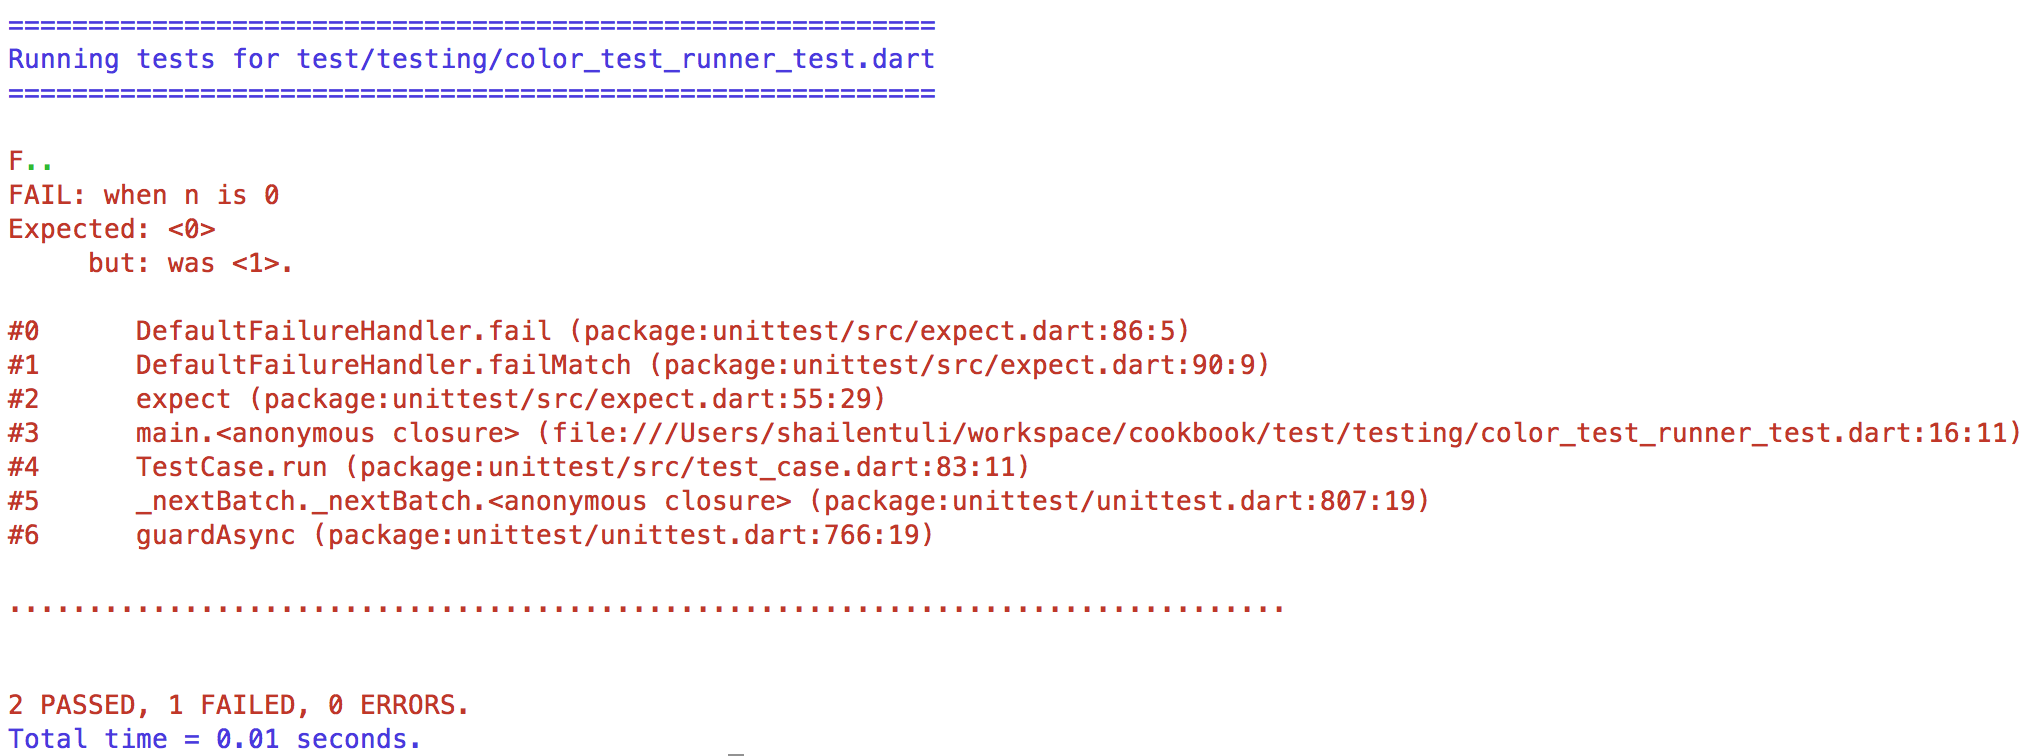 ==========================================================
Running tests for test/testing/color_test_runner_test.dart
==========================================================
F..
FAIL: when n is 0
Expected: <0>
     but: was <1>.
#0      DefaultFailureHandler.fail (package:unittest/src/expect.dart:86:5)
#1      DefaultFailureHandler.failMatch (package:unittest/src/expect.dart:90:9)
#2      expect (package:unittest/src/expect.dart:55:29)
#3      main.<anonymous closure> (file:///Users/shailentuli/workspace/cookbook/test/testing/color_test_runner_test.dart:16:11)
#4      TestCase.run (package:unittest/src/test_case.dart:83:11)
#5      _nextBatch._nextBatch.<anonymous closure> (package:unittest/unittest.dart:807:19)
#6      guardAsync (package:unittest/unittest.dart:766:19)
................................................................................
2 PASSED, 1 FAILED, 0 ERRORS.
Total time = 0.01 seconds.